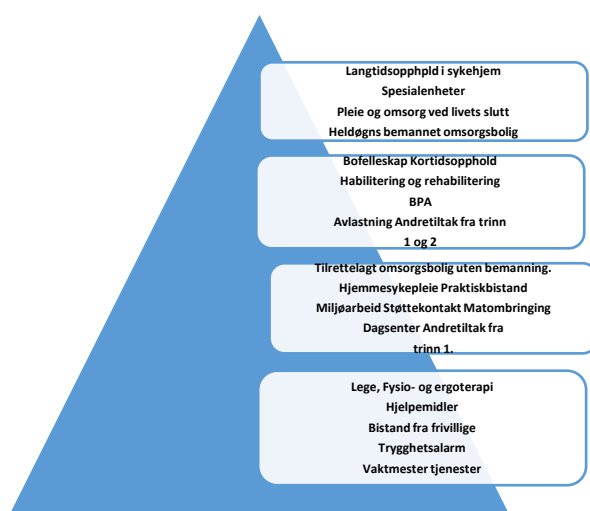 Langtidsopphpld i sykehjem
Spesialenheter
Pleie og omsorg ved livets slutt
Heldøgns bemannet omsorgsbolig
Bofelleskap Kortidsopphold
Habilitering og rehabilitering
BPA
Avlastning Andretiltak fra trinn
1 og 2
Tilrettelagt omsorgsbolig uten bemanning.
Hjemmesykepleie Praktiskbistand
Miljøarbeid Støttekontakt Matombringing
Dagsenter Andretiltak fra
trinn 1.
Lege, Fysio- og ergoterapi
Hjelpemidler
Bistand fra frivillige
Trygghetsalarm
Vaktmester tjenester